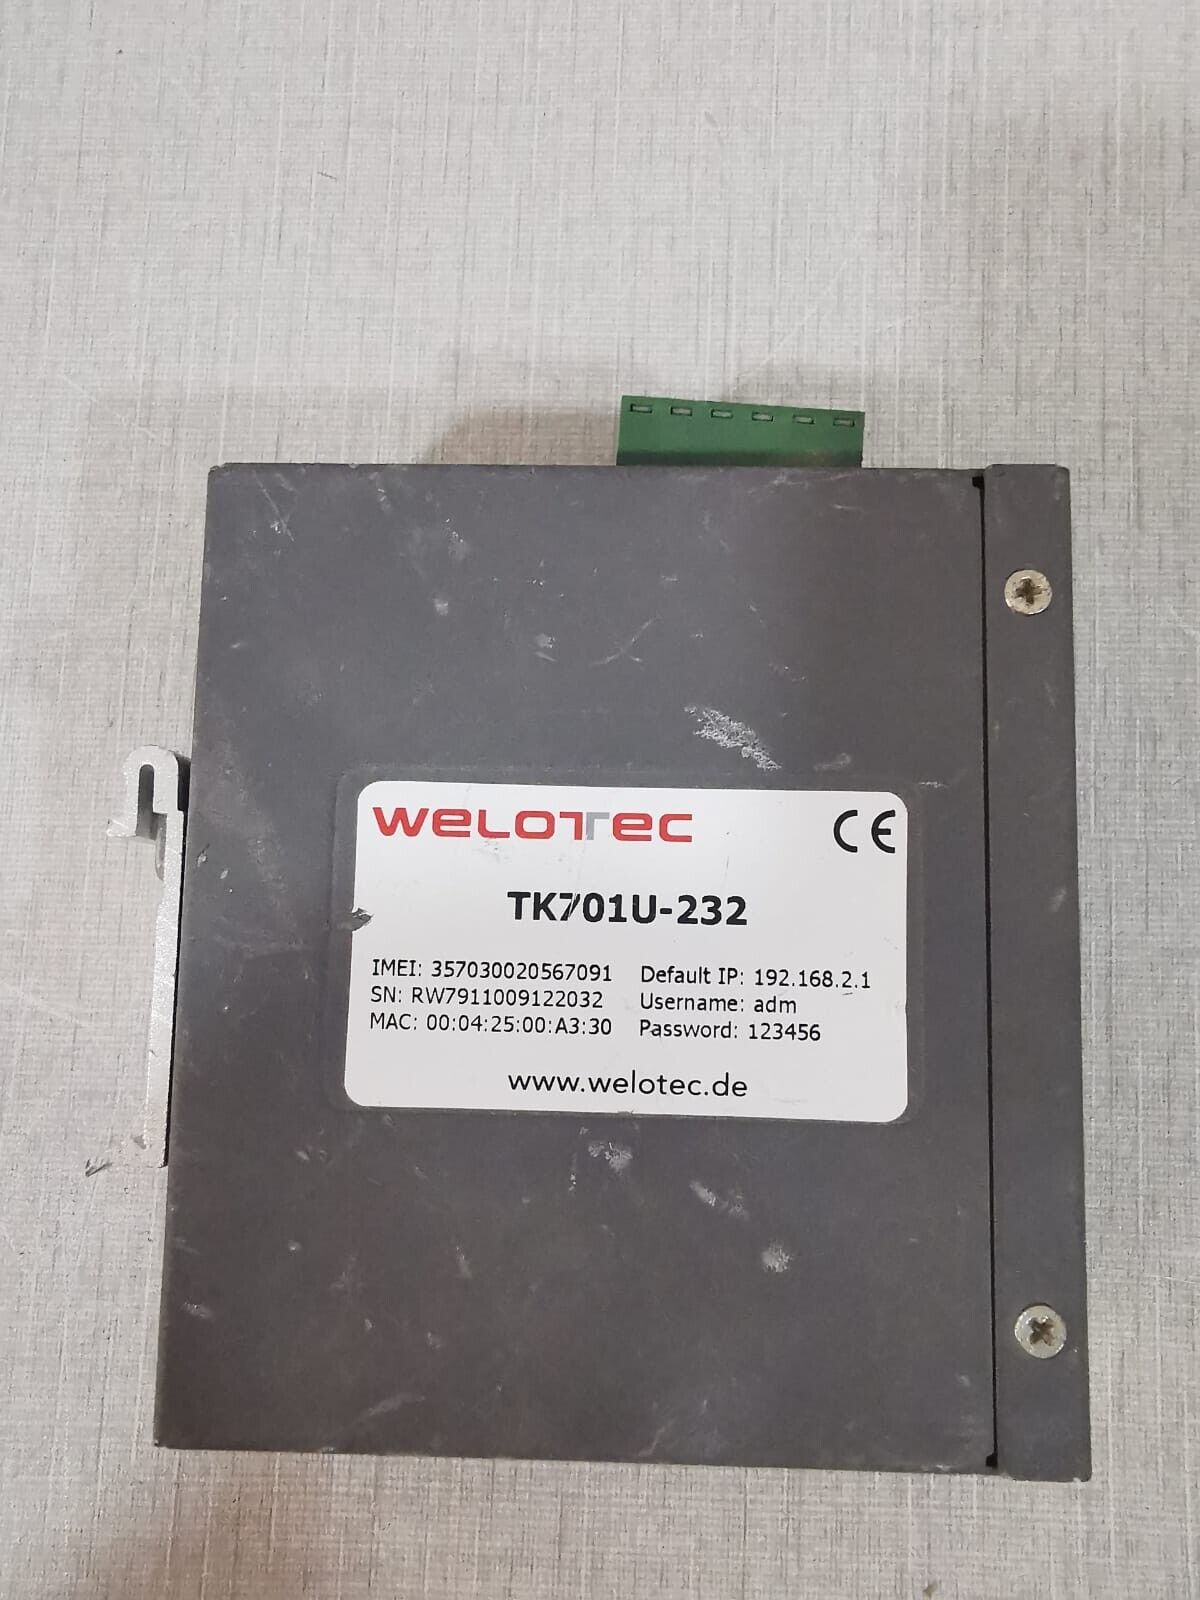 WELOTEC CE
TK701U-232
IMEI: 357030020567091 Default IP: 192.168.2.1
SN: RW7911009122032 Username: adm
MAC: 00:04:25:00:A3:30 Password: 123456
www.welotec.de